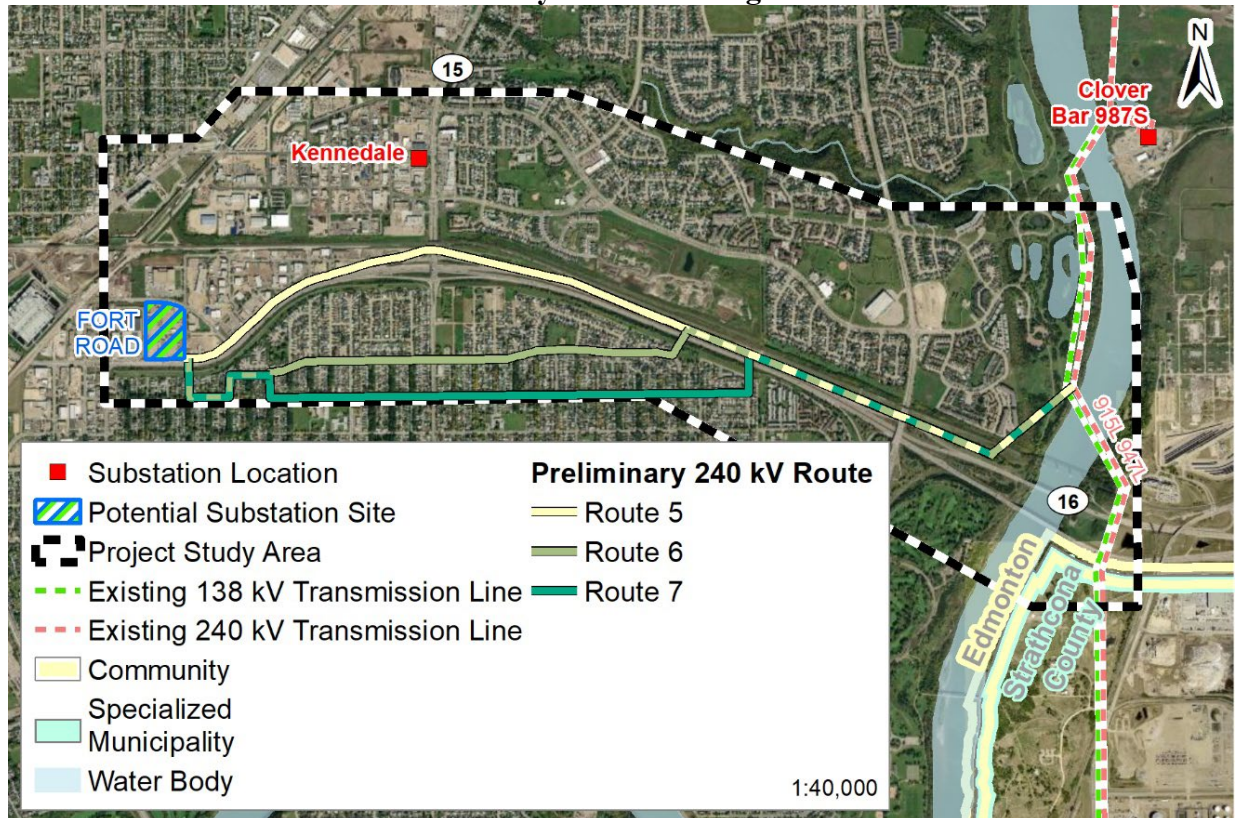 N
15
Clover
Bar 987S
Kennedale
FORT
ROAD
915L 947L
16
Edmonton
Strathcona
County
Substation Location
Potential Substation Site
Project Study Area
Existing 138 kV Transmission Line
Existing 240 kV Transmission Line
Community
Specialized
Municipality
Water Body
Preliminary 240 kV Route
Route 5
Route 6
Route 7
1:40,000